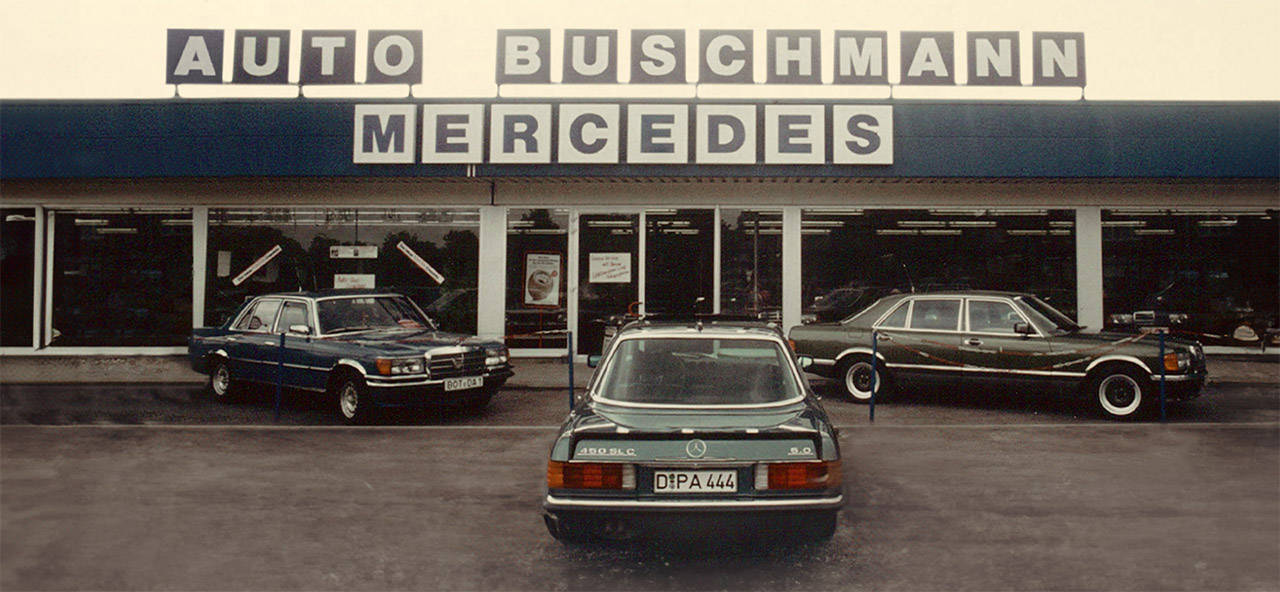 AUTO BUSCHMANN
MERCEDES
BOT-DA 1
450 SLC
5.0
D PA 444